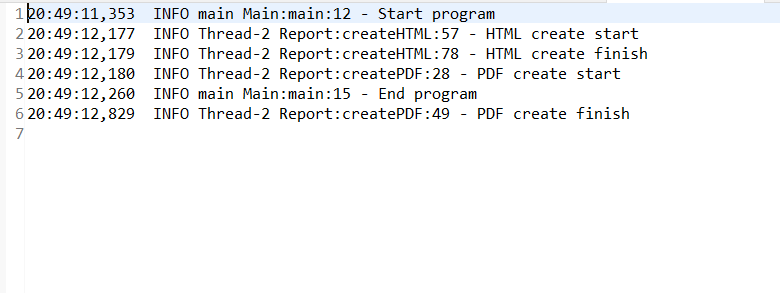 1 20:49:11,353  INFO main Main:main:12 - Start program
2 20:49:12,177  INFO Thread-2 Report:createHTML:57 - HTML create start
3 20:49:12,179  INFO Thread-2 Report:createHTML:78 - HTML create finish
4 20:49:12,180  INFO Thread-2 Report:createPDF:28 - PDF create start
5 20:49:12,260  INFO main Main:main:15 - End program
6 20:49:12,829  INFO Thread-2 Report:createPDF:49 - PDF create finish
7